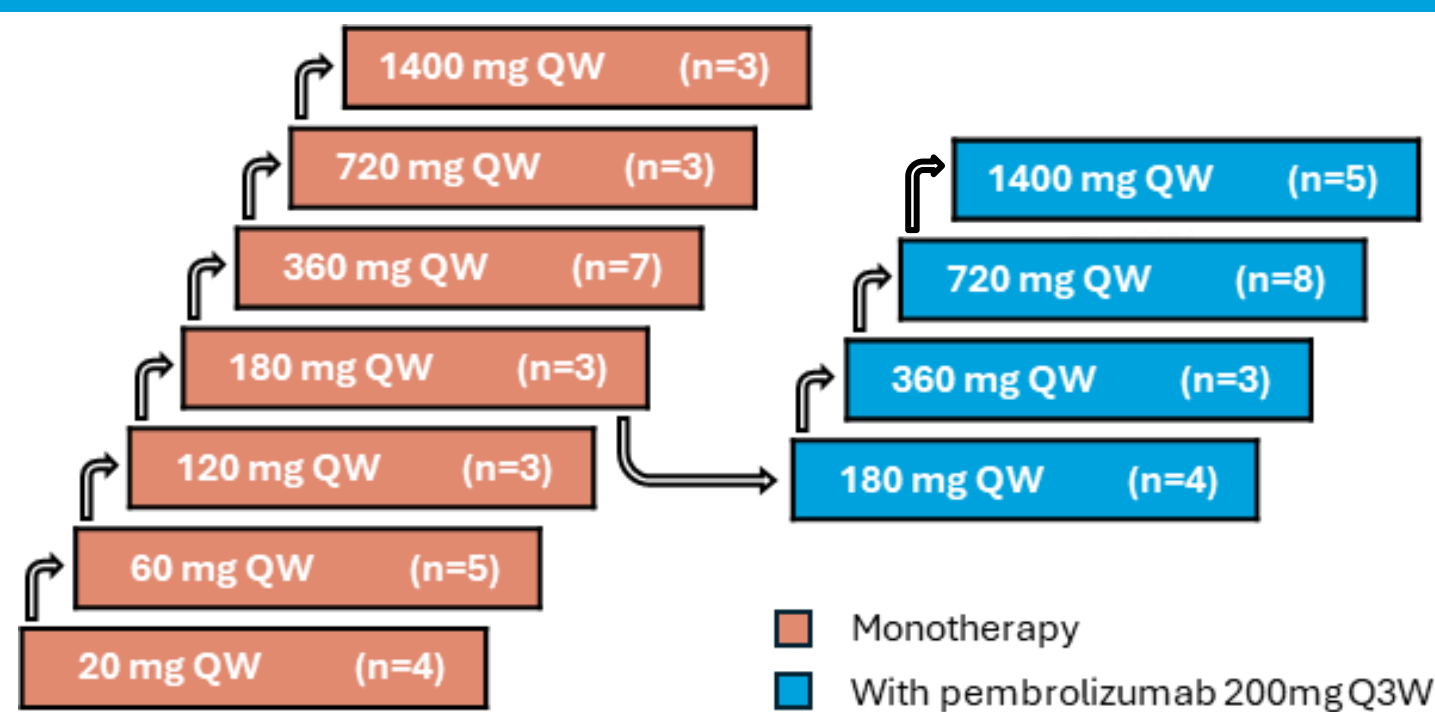 1400 mg QW (n=3)
720 mg QW (n=3)
360 mg QW (n=7)
180 mg QW (n=3)
120 mg QW (n=3)
60 mg QW (n=5)
20 mg QW (n=4)
1400 mg QW (n=5)
720 mg QW (n=8)
360 mg QW (n=3)
180 mg QW (n=4)
Monotherapy
With pembrolizumab 200mg Q3W